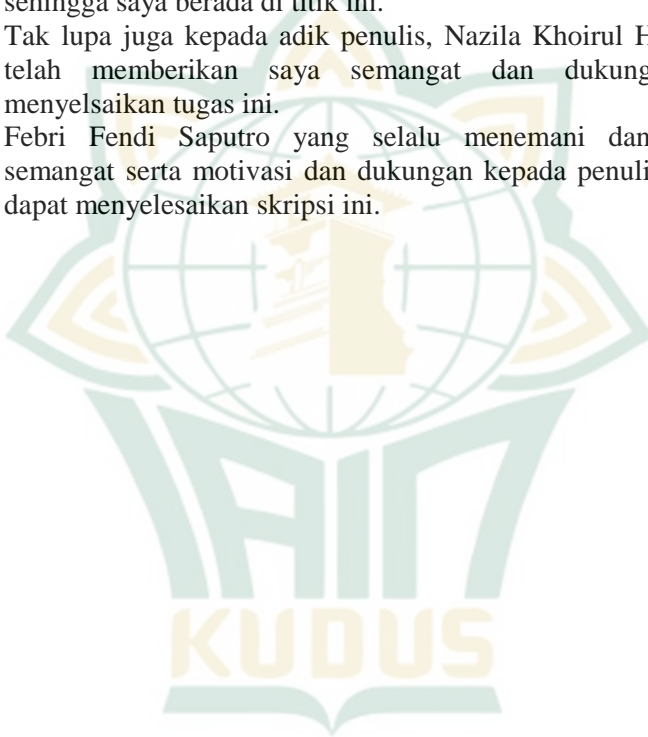 sehingga saya berada di titik ini.
Tak lupa juga kepada adik penulis, Nazila Khoirul H
telah memberikan saya semangat dan dukung
menyelsaikan tugas ini.
Febri Fendi Saputro yang selalu menemani dan
semangat serta motivasi dan dukungan kepada penuli
dapat menyelesaikan skripsi ini.
IAIN
KUDUS